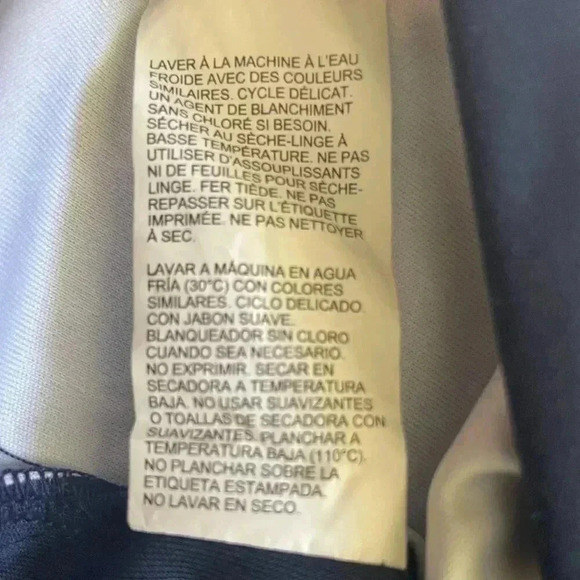 LAVER À LA MACHINE À L'EAU
FROIDE AVEC DES COULEURS
SIMILAIRES. CYCLE DÉLICAT.
UN AGENT DE BLANCHIMENT
SANS CHLORÉ SI BESOIN.
SÉCHER AU SÈCHE-LINGE À
BASSE TEMPÉRATURE. NE PAS
UTILISER D'ASSOUPLISSANTS
NI DE FEUILLES POUR SÈCHE-
LINGE. FER TIÈDE. NE PAS
REPASSER SUR L'ÉTIQUETTE
IMPRIMÉE. NE PAS NETTOYER
À SEC.
LAVAR A MÁQUINA EN AGUA
FRÍA (30°C) CON COLORES
SIMILARES. CICLO DELICADO
CON JABON SUAVE.
BLANQUEADOR SIN CLORO
CUANDO SEA NECESARIO.
NO EXPRIMIR. SECAR EN
SECADORA A TEMPERATURA
BAJA. NO USAR SUAVIZANTES
O TOALLAS DE SECADORA CON
SUAVIZANTES. PLANCHAR A
TEMPERATURA BAJA (110°C).
NO PLANCHAR SOBRE LA
ETIQUETA ESTAMPADA.
NO LAVAR EN SECO.